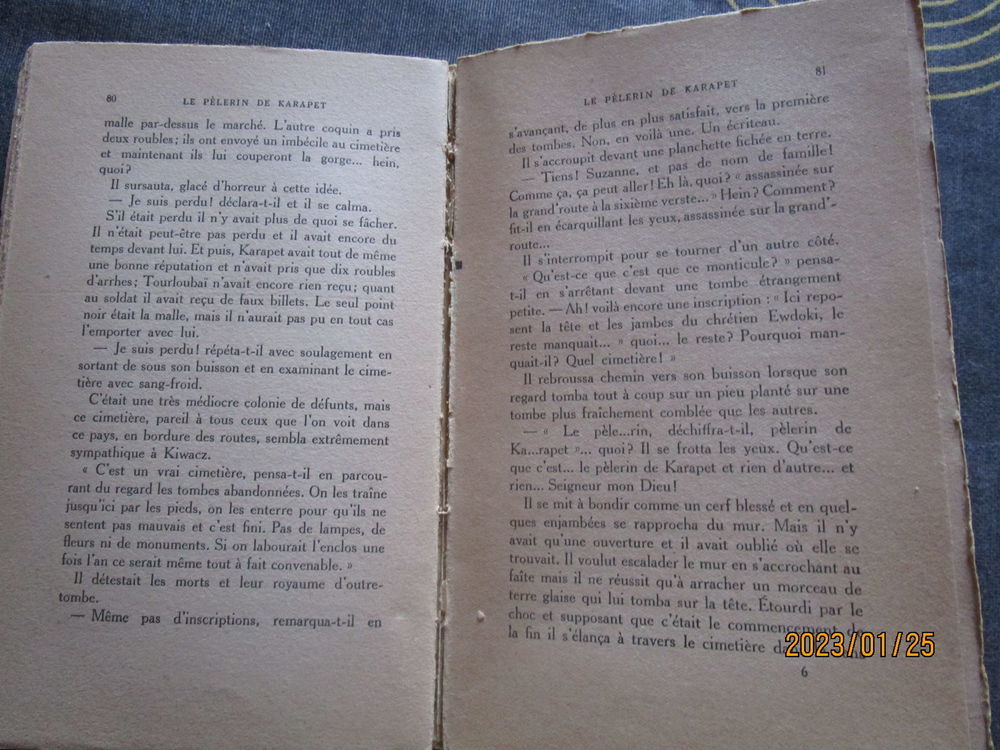 80
LE PÈLERIN DE KARAPET
malle par-dessus le marché. L'autre coquin a pris
deux roubles; ils ont envoyé un imbécile au cimetière
et maintenant ils lui couperont la gorge... hein,
quoi?
Il sursauta, glacé d'horreur à cette idée.
— Je suis perdu! déclara-t-il et il se calma.
S'il était perdu il n'y avait plus de quoi se fâcher.
Il n'était peut-être pas perdu et il avait encore du
temps devant lui. Et puis, Karapet avait tout de même
une bonne réputation et n'avait pris que dix roubles
d'arrhes; Tourloubaï n'avait encore rien reçu; quant
au soldat il avait reçu de faux billets. Le seul point
noir était la malle, mais il n'aurait pas pu en tout cas
l'emporter avec lui.
— Je suis perdu! répéta-t-il avec soulagement en
sortant de sous son buisson et en examinant le cime-
tière avec sang-froid.
C'était une très médiocre colonie de défunts, mais
ce cimetière, pareil à tous ceux que l'on voit dans
ce pays, en bordure des routes, sembla extrêmement
sympathique à Kiwacz.
« C'est un vrai cimetière, pensa-t-il en parcou-
rant du regard les tombes abandonnées. On les traîne
jusqu'ici par les pieds, on les enterre pour qu'ils ne
sentent pas mauvais et c'est fini. Pas de lampes, de
fleurs ni de monuments. Si on labourait l'enclos une
fois l'an ce serait même tout à fait convenable. »
Il détestait les morts et leur royaume d'outre-
tombe.
— Même pas d'inscriptions, remarqua-t-il en
LE PÈLERIN DE KARAPET
81
s'avançant, de plus en plus satisfait, vers la première
des tombes. Non, en voilà une. Un écriteau.
Il s'accroupit devant une planchette fichée en terre.
— Tiens! Suzanne, et pas de nom de famille!
Comme ça, ça peut aller! Eh là, quoi? « assassinée sur
la grand'route à la sixième verste... » Hein? Comment?
fit-il en écarquillant les yeux, assassinée sur la grand'-
route...
Il s'interrompit pour se tourner d'un autre côté.
« Qu'est-ce que c'est que ce monticule? » pensa-
t-il en s'arrêtant devant une tombe étrangement
petite. — Ah! voilà encore une inscription : « Ici repo-
sent la tête et les jambes du chrétien Ewdoki, le
reste manquait... » quoi... le reste? Pourquoi man-
quait-il? Quel cimetière! »
Il rebroussa chemin vers son buisson lorsque son
regard tomba tout à coup sur un pieu planté sur une
tombe plus fraîchement comblée que les autres.
— « Le pèle...rin, déchiffra-t-il, pèlerin de
Ka...rapet »... quoi? Il se frotta les yeux. Qu'est-ce
que c'est... le pèlerin de Karapet et rien d'autre... et
rien... Seigneur mon Dieu!
Il se mit à bondir comme un cerf blessé et en quel-
ques enjambées se rapprocha du mur. Mais il n'y
avait qu'une ouverture et il avait oublié où elle se
trouvait. Il voulut escalader le mur en s'accrochant au
faîte mais il ne réussit qu'à arracher un morceau de
terre glaise qui lui tomba sur la tête. Étourdi par le
choc et supposant que c'était le commencement de
la fin il s'élança à travers le cimetière
6
2023/01/25